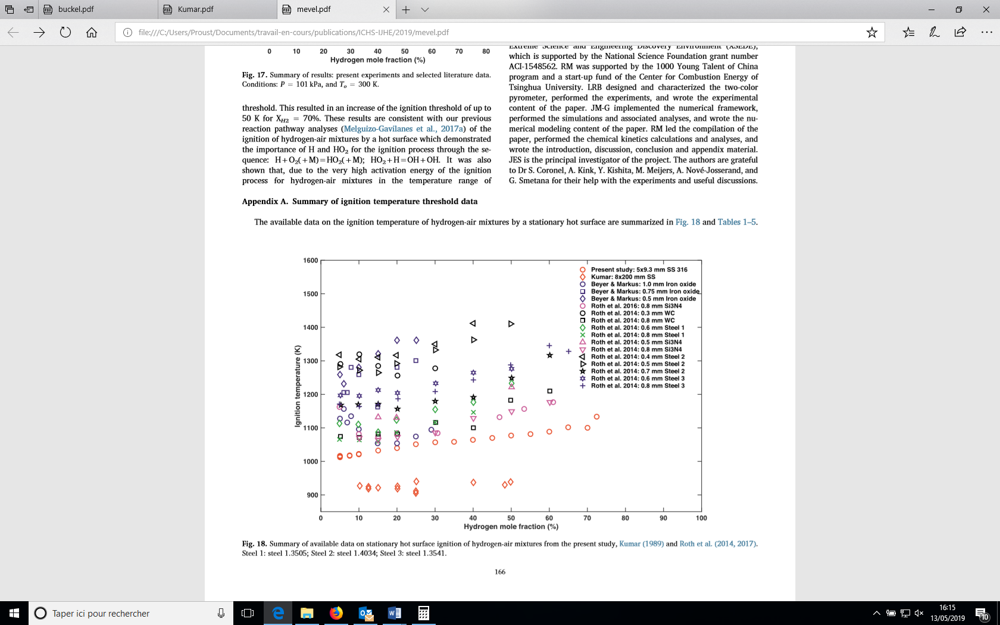 buckel.pdf
Kumar.pdf
mevel.pdf
file:///C:/Users/Proust/Documents/travail-en-cours/publications/ICHS-IJHE/2019/mevel.pdf
0 10 20 30 40 50 60 70 80
Hydrogen mole fraction (%)
Fig. 17. Summary of results: present experiments and selected literature data.
Conditions: P = 101 kPa, and To = 300 K.
threshold. This resulted in an increase of the ignition threshold of up to
50 K for XH2 = 70%. These results are consistent with our previous
reaction pathway analyses (Melguizo-Gavilanes et al., 2017a) of the
ignition of hydrogen-air mixtures by a hot surface which demonstrated
the importance of H and HO2 for the ignition process through the se-
quence: H+O2(+M)=HO2(+M); HO2+H=OH+OH. It was also
shown that, due to the very high activation energy of the ignition
process for hydrogen-air mixtures in the temperature range of
Extreme Science and Engineering Discovery Environment (XSEDE),
which is supported by the National Science Foundation grant number
ACI-1548562. RM was supported by the 1000 Young Talent of China
program and a start-up fund of the Center for Combustion Energy of
Tsinghua University. LRB designed and characterized the two-color
pyrometer, performed the experiments, and wrote the experimental
content of the paper. JM-G implemented the numerical framework,
performed the simulations and associated analyses, and wrote the nu-
merical modeling content of the paper. RM led the compilation of the
paper, performed the chemical kinetics calculations and analyses, and
wrote the introduction, discussion, conclusion and appendix material.
JES is the principal investigator of the project. The authors are grateful
to Dr S. Coronel, A. Kink, Y. Kishita, M. Meijers, A. Nové-Josserand, and
G. Smetana for their help with the experiments and useful discussions.
Appendix A. Summary of ignition temperature threshold data
The available data on the ignition temperature of hydrogen-air mixtures by a stationary hot surface are summarized in Fig. 18 and Tables 1–5.
1600
1500
1400
1300
1200
1100
1000
900
Ignition temperature (K)
Present study: 5x9.3 mm SS 316
Kumar: 8x200 mm SS
Beyer & Markus: 1.0 mm Iron oxide
Beyer & Markus: 0.75 mm Iron oxide
Beyer & Markus: 0.5 mm Iron oxide
Roth et al. 2016: 0.8 mm Si3N4
Roth et al. 2014: 0.3 mm WC
Roth et al. 2014: 0.8 mm WC
Roth et al. 2014: 0.6 mm Steel 1
Roth et al. 2014: 0.8 mm Steel 1
Roth et al. 2014: 0.5 mm Si3N4
Roth et al. 2014: 0.8 mm Si3N4
Roth et al. 2014: 0.4 mm Steel 2
Roth et al. 2014: 0.5 mm Steel 2
Roth et al. 2014: 0.7 mm Steel 2
Roth et al. 2014: 0.6 mm Steel 3
Roth et al. 2014: 0.8 mm Steel 3
0 10 20 30 40 50 60 70 80 90 100
Hydrogen mole fraction (%)
Fig. 18. Summary of available data on stationary hot surface ignition of hydrogen-air mixtures from the present study, Kumar (1989) and Roth et al. (2014, 2017).
Steel 1: steel 1.3505; Steel 2: steel 1.4034; Steel 3: steel 1.3541.
166
Taper ici pour rechercher
16:15
13/05/2019
10